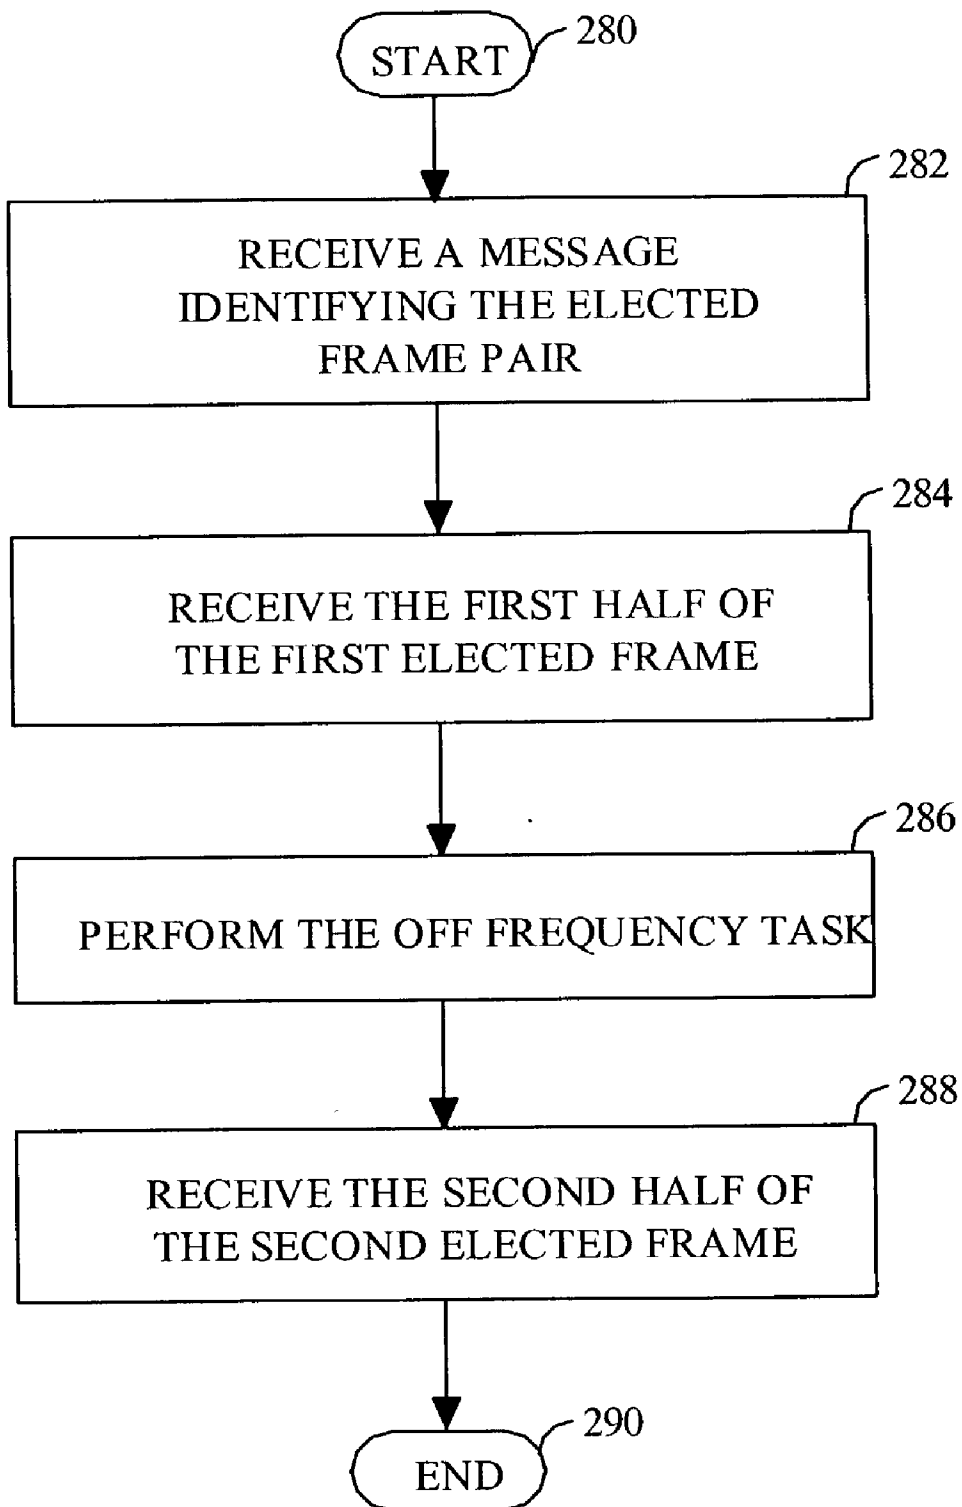 START
280
282
RECEIVE A MESSAGE
IDENTIFYING THE ELECTED
FRAME PAIR
284
RECEIVE THE FIRST HALF OF
THE FIRST ELECTED FRAME
286
PERFORM THE OFF FREQUENCY TASK
288
RECEIVE THE SECOND HALF OF
THE SECOND ELECTED FRAME
290
END